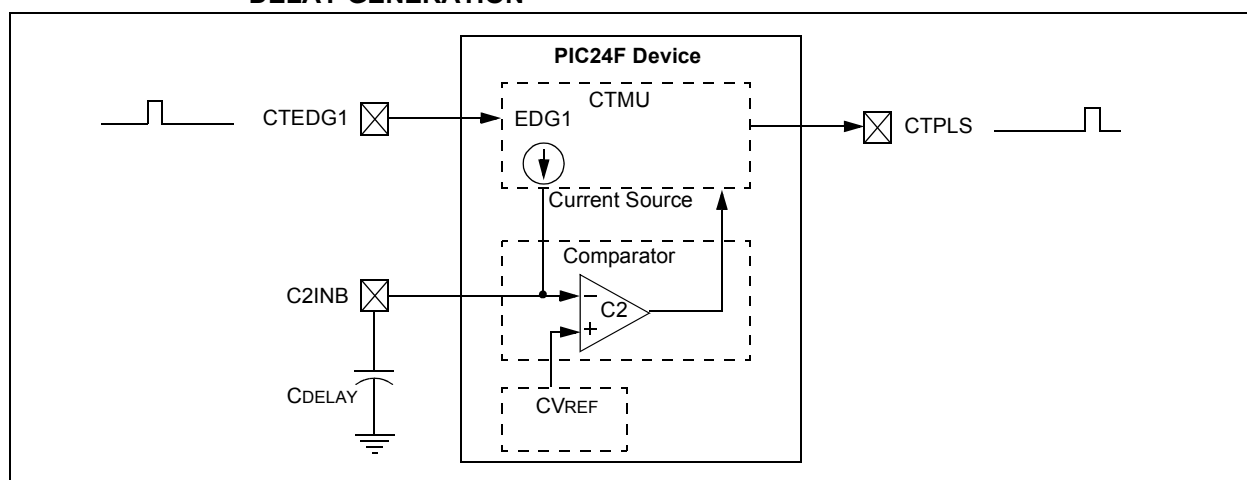 DELAY GENERATION
PIC24F Device
CTMU
CTEDG1
EDG1
CTPLS
Current Source
Comparator
C2INB
−
C2
+
CDELAY
CVREF